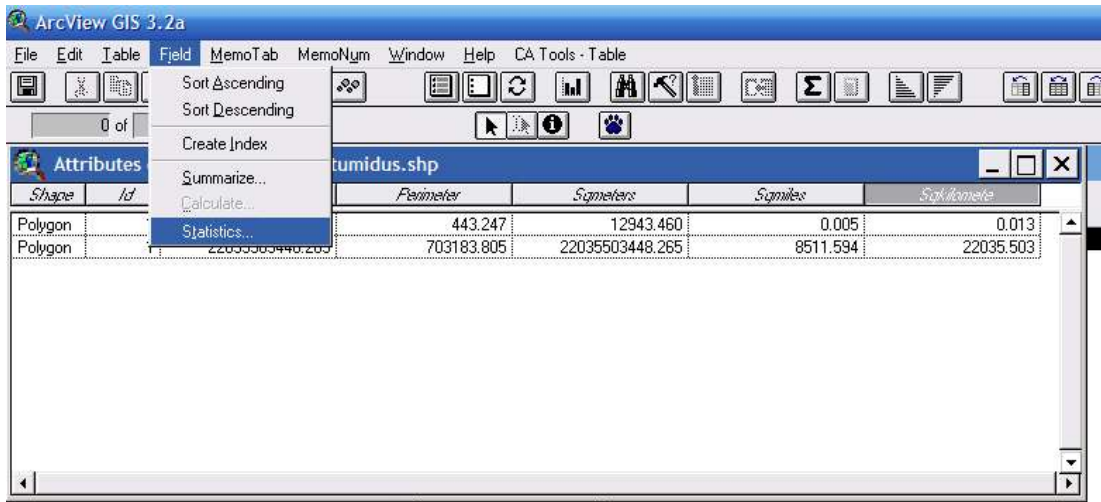 ArcView GIS 3.2a
File Edit Table Field MemoTab MemoNum Window Help CA Tools - Table
Sort Ascending
Sort Descending
0 of
Create Index
Attributes tumidus.shp
Summarize...
Shape Id Perimeter Sqmeters Sqmiles Sqkilomete
Calculate...
Polygon 443.247 12943.460 0.005 0.013
Statistics...
Polygon 703183.805 22035503448.265 8511.594 22035.503